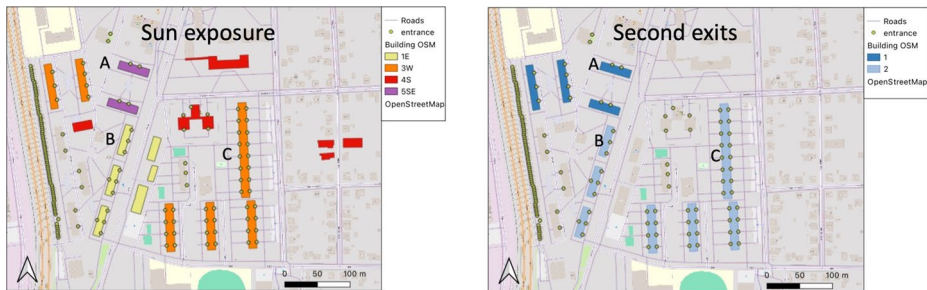 Sun exposure
A
B
C
0 50 100 m
Roads
entrance
Building OSM
1E
3W
4S
5SE
OpenStreetMap
Second exits
A
B
C
0 50 100 m
Roads
entrance
Building OSM
1
2
OpenStreetMap